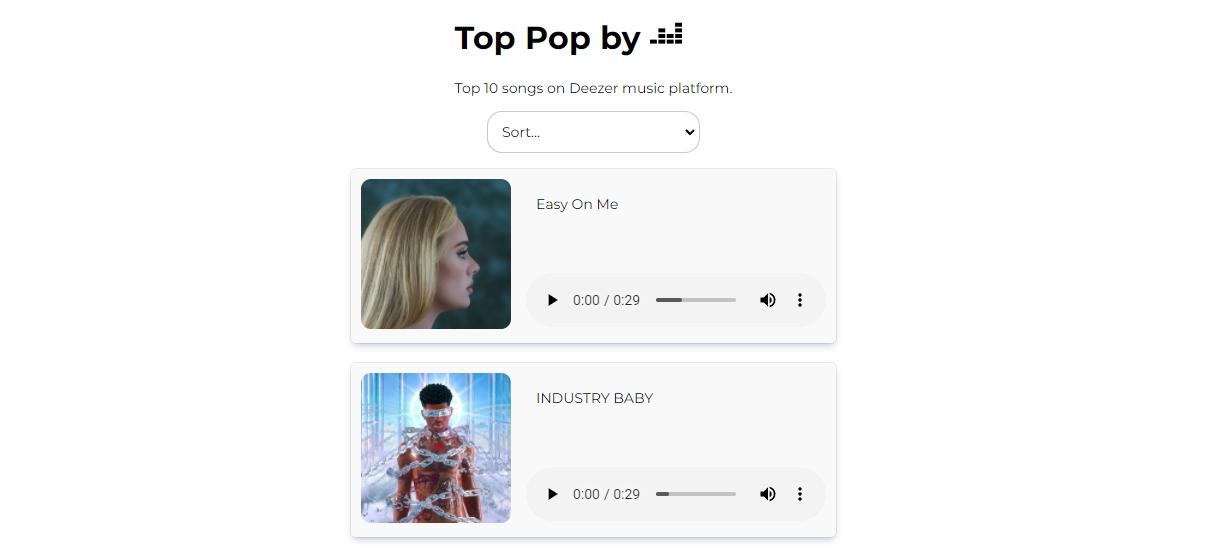 Top Pop by
Top 10 songs on Deezer music platform.
Sort...
Easy On Me
0:00 / 0:29
INDUSTRY BABY
0:00 / 0:29